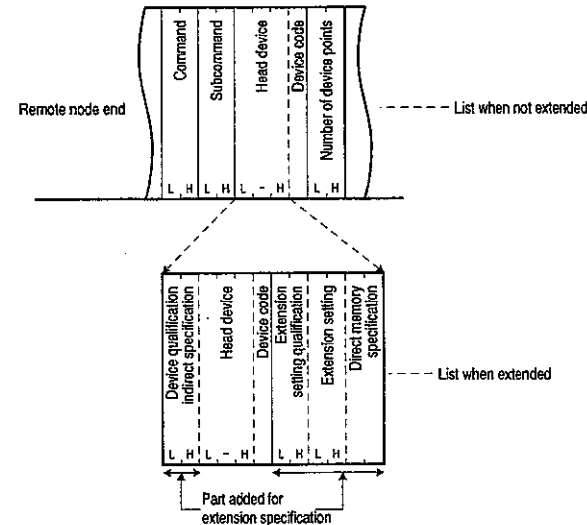 Remote node end
Command
Subcommand
Head device
Device code
Number of device points
L H L H L - H L H
List when not extended
Device qualification
indirect specification
Head device
Device code
Extension
setting qualification
Extension setting
Direct memory
specification
L H L - H L H L H
List when extended
Part added for
extension specification